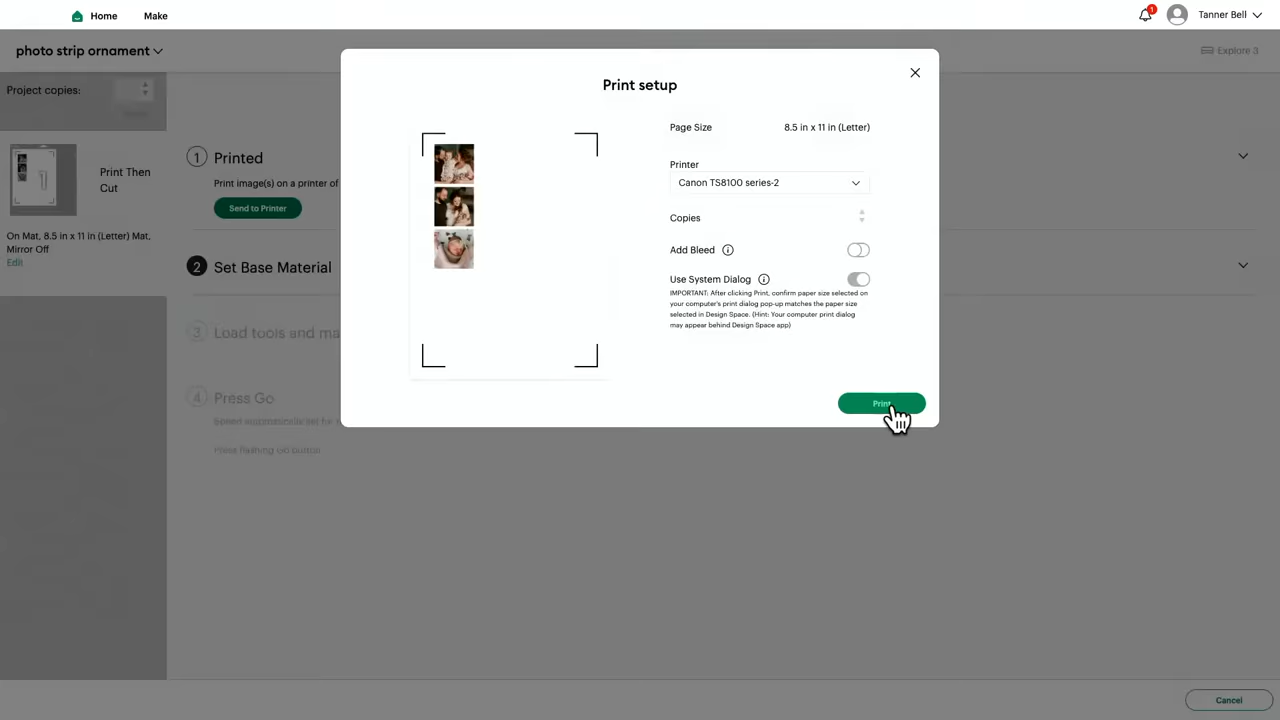 Home
Make
1
Tanner Bell
photo strip ornament
Explore 3
Project copies:
Print Then
Cut
On Mat, 8.5 in x 11 in (Letter) Mat,
Mirror Off
Edit
1 Printed
Print image(s) on a printer of
Send to Printer
2 Set Base Material
3 Load tools and ma
4 Press Go
Speed automatically set for
Press flashing Go button
Print setup
Page Size 8.5 in x 11 in (Letter)
Printer
Canon TS8100 series-2
Copies
Add Bleed
Use System Dialog
IMPORTANT: After clicking Print, confirm paper size selected on
your computer's print dialog pop-up matches the paper size
selected in Design Space. (Hint: Your computer print dialog
may appear behind Design Space app)
Print
Cancel